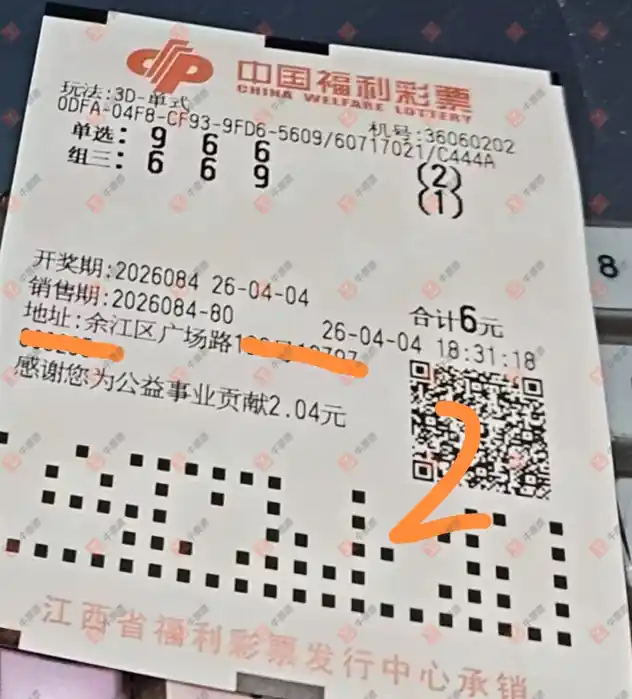 中国福利彩票
CHINA WELFARE LOTTERY
玩法:3D-单式
机号:36060202
0DFA-04F8-CF93-9FD6-5609/60717021/C444A
单选: 9 6 6 (2)
组三: 6 6 9 (1)
开奖期:2026084 26-04-04
合计6元
销售期:2026084-80 26-04-04 18:31:18
地址:余江区广场路1
感谢您为公益事业贡献2.04元
2
江西省福利彩票发行中心承销
8